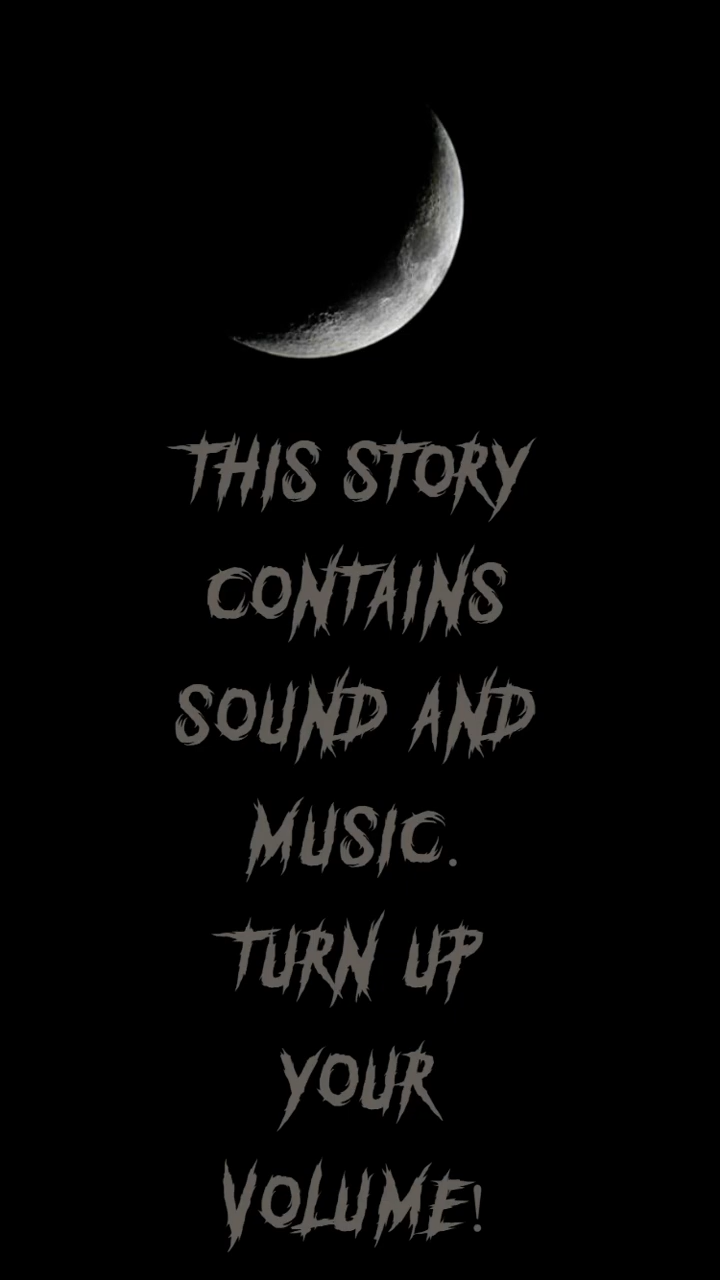 THIS STORY
CONTAINS
SOUND AND
MUSIC.
TURN UP
YOUR
VOLUME!